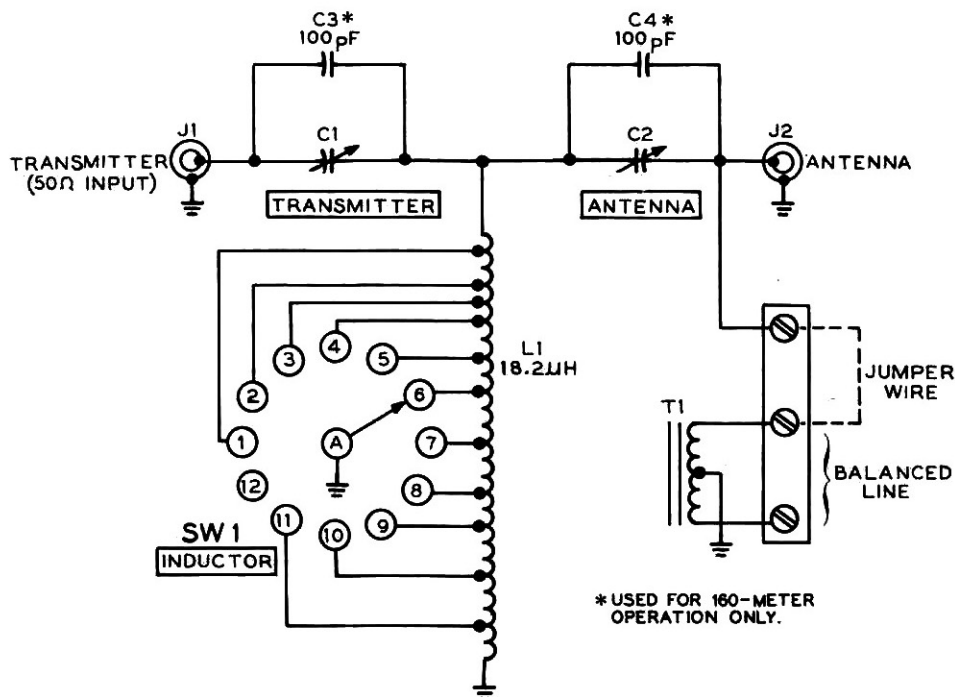 C3*
100pF
C4*
100pF
J1
C1
C2
J2
TRANSMITTER
(50Ω INPUT)
ANTENNA
TRANSMITTER
ANTENNA
L1
18.2µH
1
2
3
4
5
6
7
8
9
10
11
12
A
SW1
INDUCTOR
JUMPER
WIRE
T1
BALANCED
LINE
*USED FOR 160-METER
OPERATION ONLY.